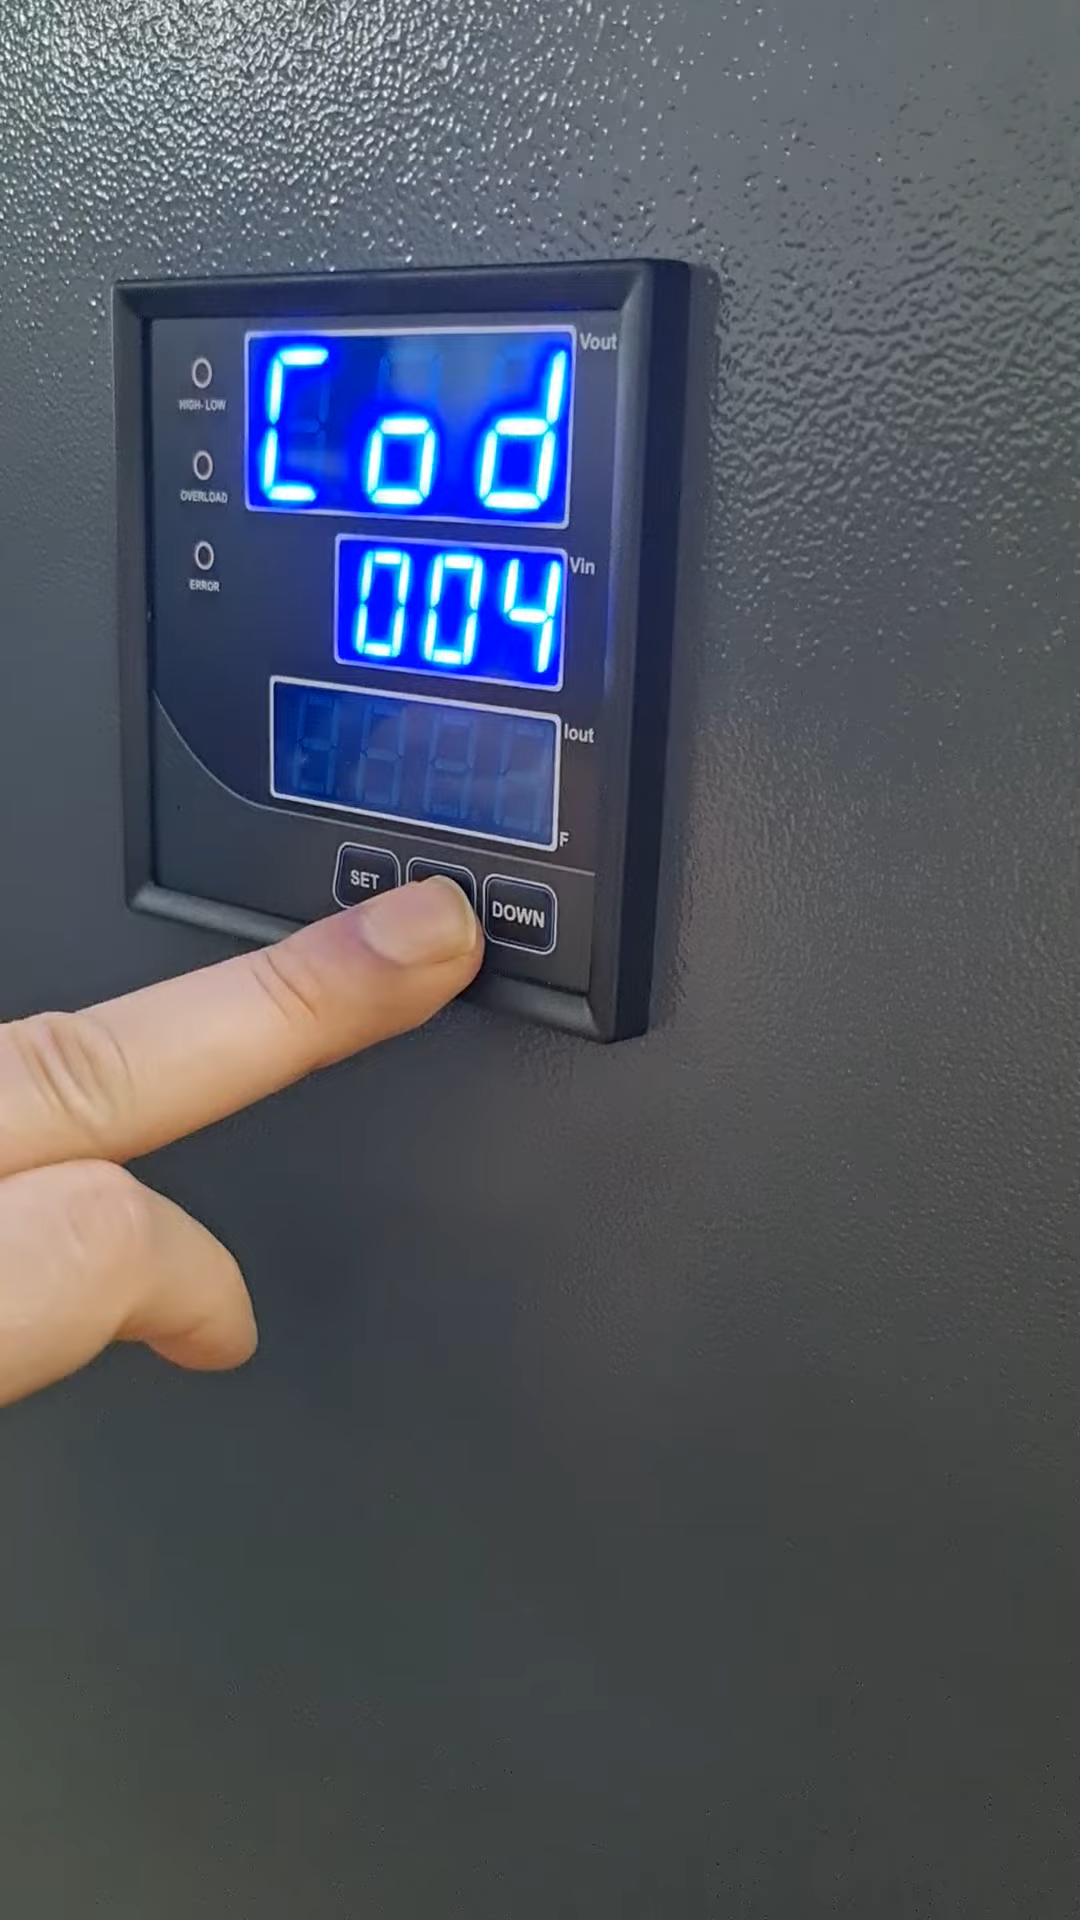 Vout
Cod
HIGH- LOW
OVERLOAD
Vin
004
ERROR
Iout
F
SET
DOWN